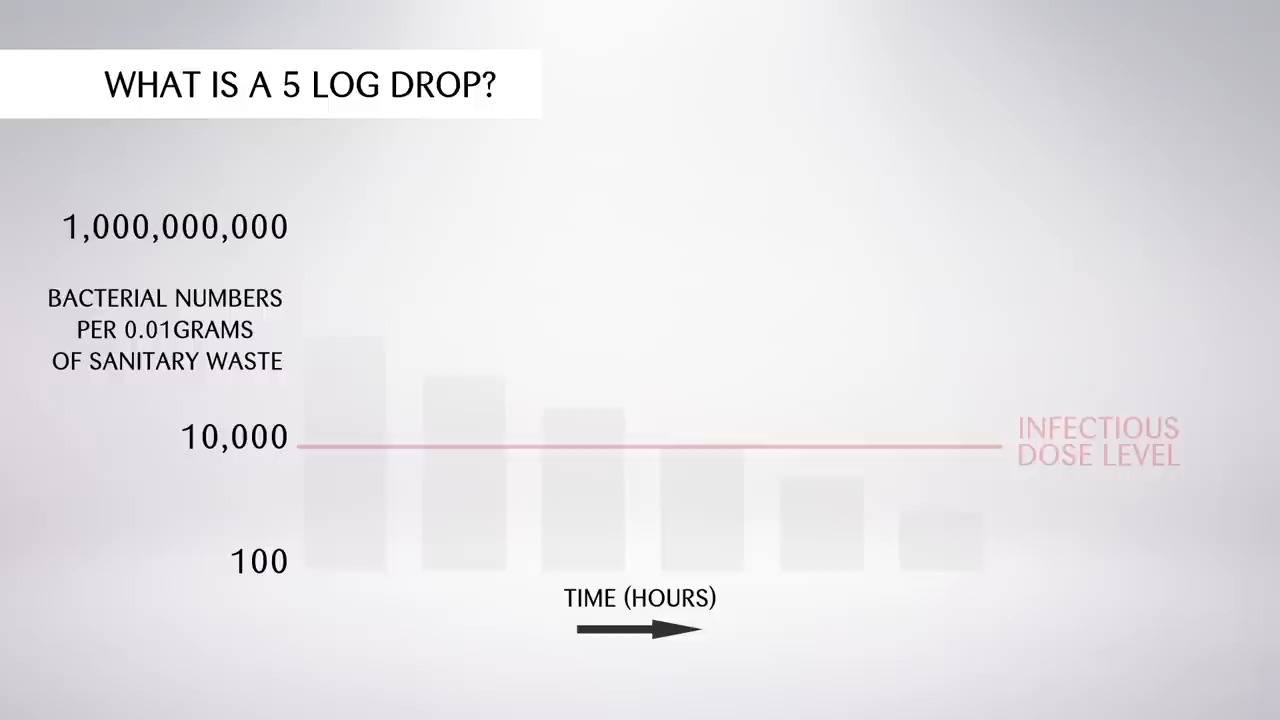 WHAT IS A 5 LOG DROP?
1,000,000,000
BACTERIAL NUMBERS
PER 0.01GRAMS
OF SANITARY WASTE
10,000
INFECTIOUS
DOSE LEVEL
100
TIME (HOURS)